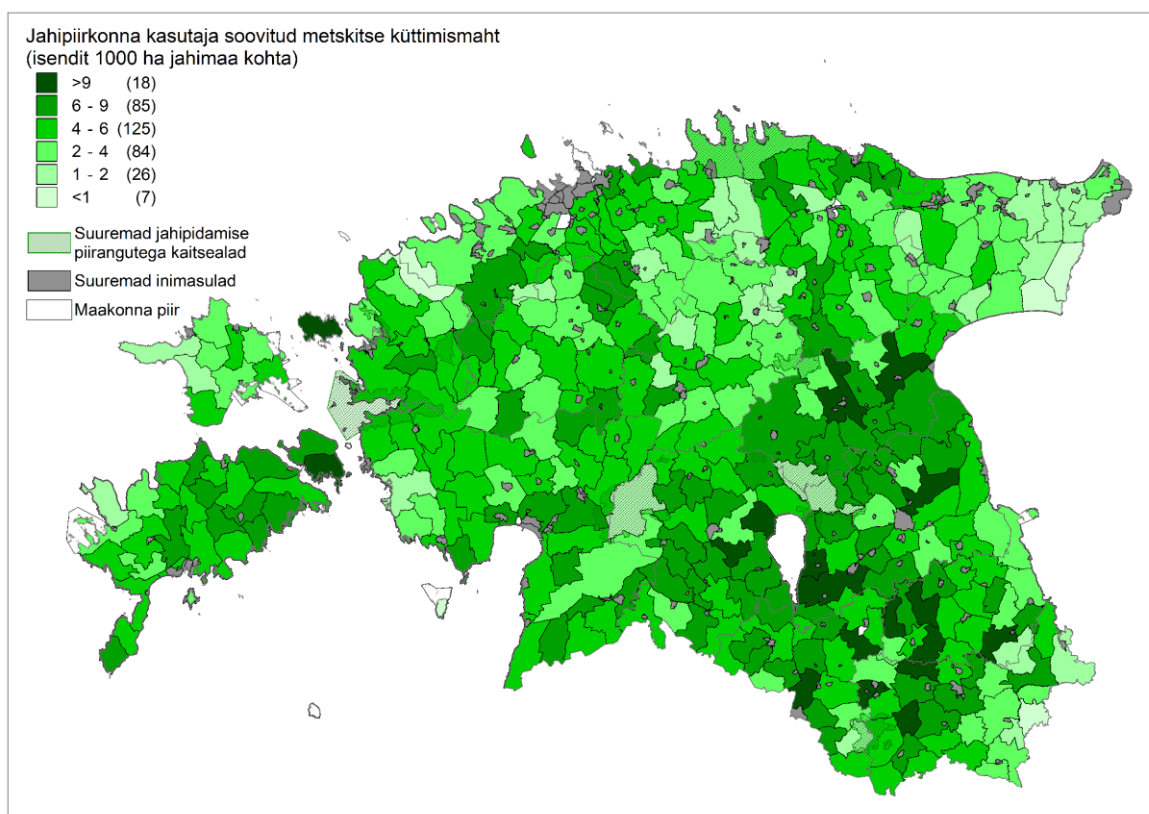 Jahipiirkonna kasutaja soovitud metskitse küttimismaht
(isendit 1000 ha jahimaa kohta)
>9 (18)
6 - 9 (85)
4 - 6 (125)
2 - 4 (84)
1 - 2 (26)
<1 (7)
Suuremad jahipidamise
piirangutega kaitsealad
Suuremad inimasulad
Maakonna piir